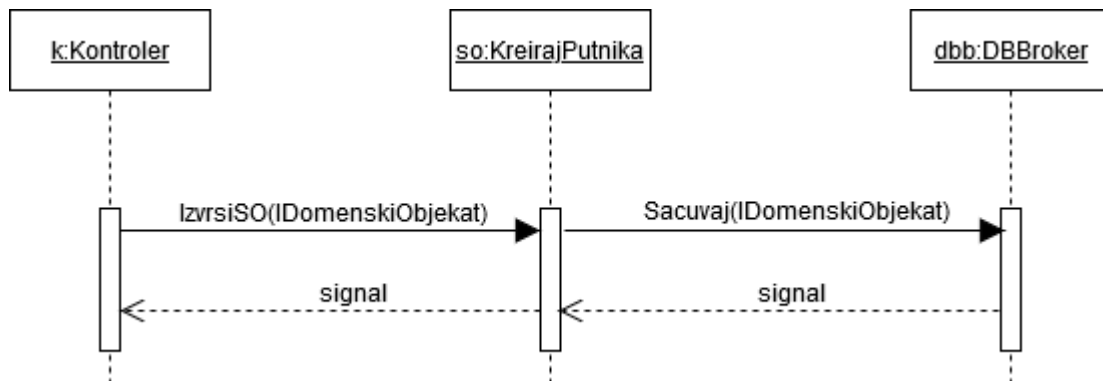 k:Kontroler
so:KreirajPutnika
dbb:DBBroker
IzvrsiSO(IDomenskiObjekat)
Sacuvaj(IDomenskiObjekat)
signal
signal